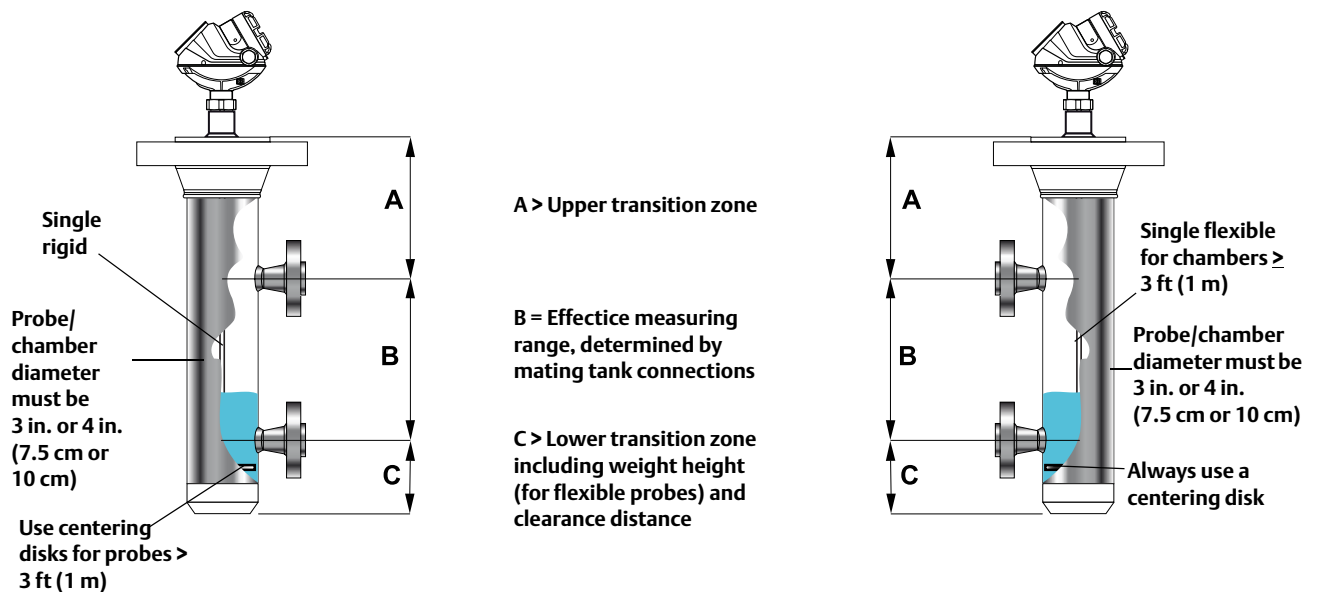 Single
rigid
Probe/
chamber
diameter
must be
3 in. or 4 in.
(7.5 cm or
10 cm)
Use centering
disks for probes >
3 ft (1 m)
A
B
C
A > Upper transition zone
B = Effectice measuring
range, determined by
mating tank connections
C > Lower transition zone
including weight height
(for flexible probes) and
clearance distance
A
B
C
Single flexible
for chambers ≥
3 ft (1 m)
Probe/chamber
diameter must be
3 in. or 4 in.
(7.5 cm or 10 cm)
Always use a
centering disk